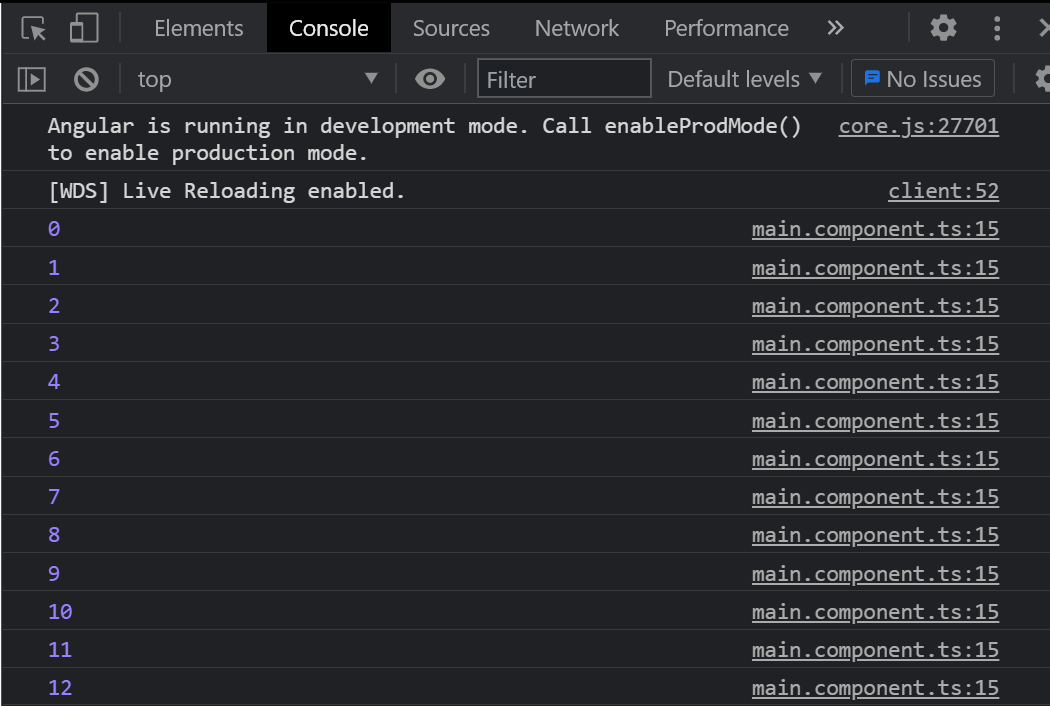 Elements Console Sources Network Performance »
top Filter Default levels No Issues
Angular is running in development mode. Call enableProdMode() core.js:27701
to enable production mode.
[WDS] Live Reloading enabled. client:52
0 main.component.ts:15
1 main.component.ts:15
2 main.component.ts:15
3 main.component.ts:15
4 main.component.ts:15
5 main.component.ts:15
6 main.component.ts:15
7 main.component.ts:15
8 main.component.ts:15
9 main.component.ts:15
10 main.component.ts:15
11 main.component.ts:15
12 main.component.ts:15